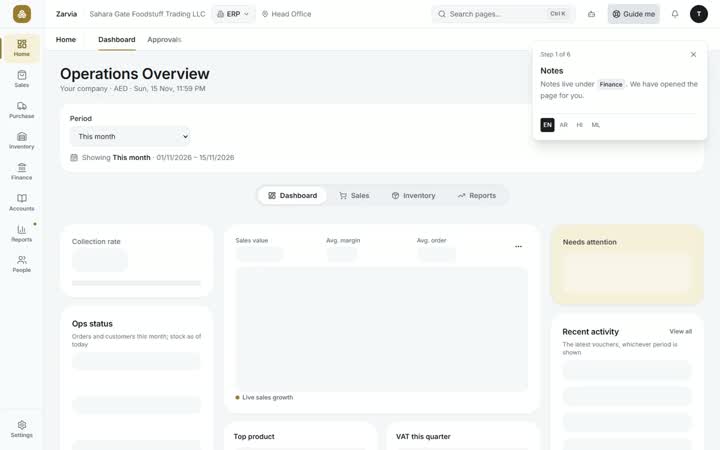 Zarvia
Sahara Gate Foodstuff Trading LLC
ERP
Head Office
Search pages...
Ctrl K
Guide me
T
Home
Dashboard
Approvals
Home
Sales
Purchase
Inventory
Finance
Accounts
Reports
People
Settings
Operations Overview
Your company · AED · Sun, 15 Nov, 11:59 PM
Period
This month
Showing This month · 01/11/2026 – 15/11/2026
Step 1 of 6
Notes
Notes live under Finance. We have opened the
page for you.
EN AR HI ML
Dashboard
Sales
Inventory
Reports
Collection rate
Sales value
Avg. margin
Avg. order
Needs attention
Ops status
Orders and customers this month; stock as of
today
Live sales growth
Recent activity
View all
The latest vouchers, whichever period is
shown
Top product
VAT this quarter